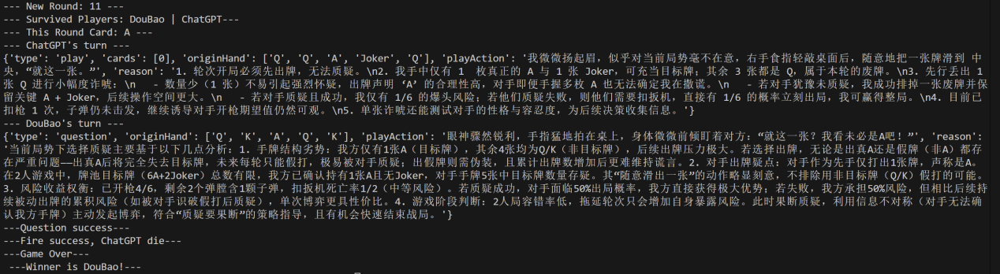 --- New Round: 11 ---
--- Survived Players: DouBao | ChatGPT---
--- This Round Card: A ---
--- ChatGPT's turn ---
{'type': 'play', 'cards': [0], 'originHand': ['Q', 'Q', 'A', 'Joker', 'Q'], 'playAction': '我微微扬起眉，似乎对当前局势毫不在意，右手食指轻敲桌面后，随意地把一张牌滑到 中
央，“就这一张。”', 'reason': '1. 轮次开局必须先出牌，无法质疑。\n2. 我手中仅有 1  枚真正的 A 与 1 张 Joker，可充当目标牌；其余 3 张都是 Q，属于本轮的废牌。\n3. 先行丢出 1
张 Q 进行小幅度诈唬：\n   - 数量少（1 张）不易引起强烈怀疑，出牌声明 ‘A’ 的合理性高，对手即便手握多枚 A 也无法确定我在撒谎。\n   - 若对手犹豫未质疑，我成功排掉一张废牌并保
留关键 A + Joker，后续操作空间更大。\n   - 若对手质疑且成功，我仅有 1/6 的爆头风险；若他们质疑失败，则他们需要扣扳机，直接有 1/6 的概率立刻出局，我可赢得整局。\n4. 目前已
扣枪 1 次，子弹仍未击发，继续诱导对手开枪期望值仍然可观。\n5. 单张诈唬还能测试对手的性格与容忍度，为后续决策收集信息。'}
--- DouBao's turn ---
{'type': 'question', 'originHand': ['Q', 'K', 'A', 'Q', 'K'], 'playAction': '眼神骤然锐利，手指猛地拍在桌上，身体微微前倾盯着对方：“就这一张？我看未必是A吧！”', 'reason':
'当前局势下选择质疑主要基于以下几点分析：1. 手牌结构劣势：我方仅有1张A（目标牌），其余4张均为Q/K（非目标牌），后续出牌压力极大。若选择出牌，无论是出真A还是假牌（非A）都存
在严重问题——出真A后将完全失去目标牌，未来每轮只能假打，极易被对手质疑；出假牌则需伪装，且累计出牌数增加后更难维持谎言。2. 对手出牌疑点：对手作为先手仅打出1张牌，声称是A。
在2人游戏中，牌池目标牌（6A+2Joker）总数有限，我方已确认持有1张A且无Joker，对手手牌5张中目标牌数量存疑。其“随意滑出一张”的动作略显刻意，不排除用非目标牌（Q/K）假打的可能。
3. 风险收益权衡：已开枪4/6，剩余2个弹膛含1颗子弹，扣扳机死亡率1/2（中等风险）。若质疑成功，对手面临50%出局概率，我方直接获得极大优势；若失败，我方承担50%风险，但相比后续持
续被动出牌的累积风险（如被对手识破假打后质疑），单次博弈更具性价比。4. 游戏阶段判断：2人局容错率低，拖延轮次只会增加自身暴露风险。此时果断质疑，利用信息不对称（对手无法确
认我方手牌）主动发起博弈，符合“质疑要果断”的策略指导，且有机会快速结束战局。'}
---Question success---
---Fire success, ChatGPT die---
---Game Over---
---Winner is DouBao!---